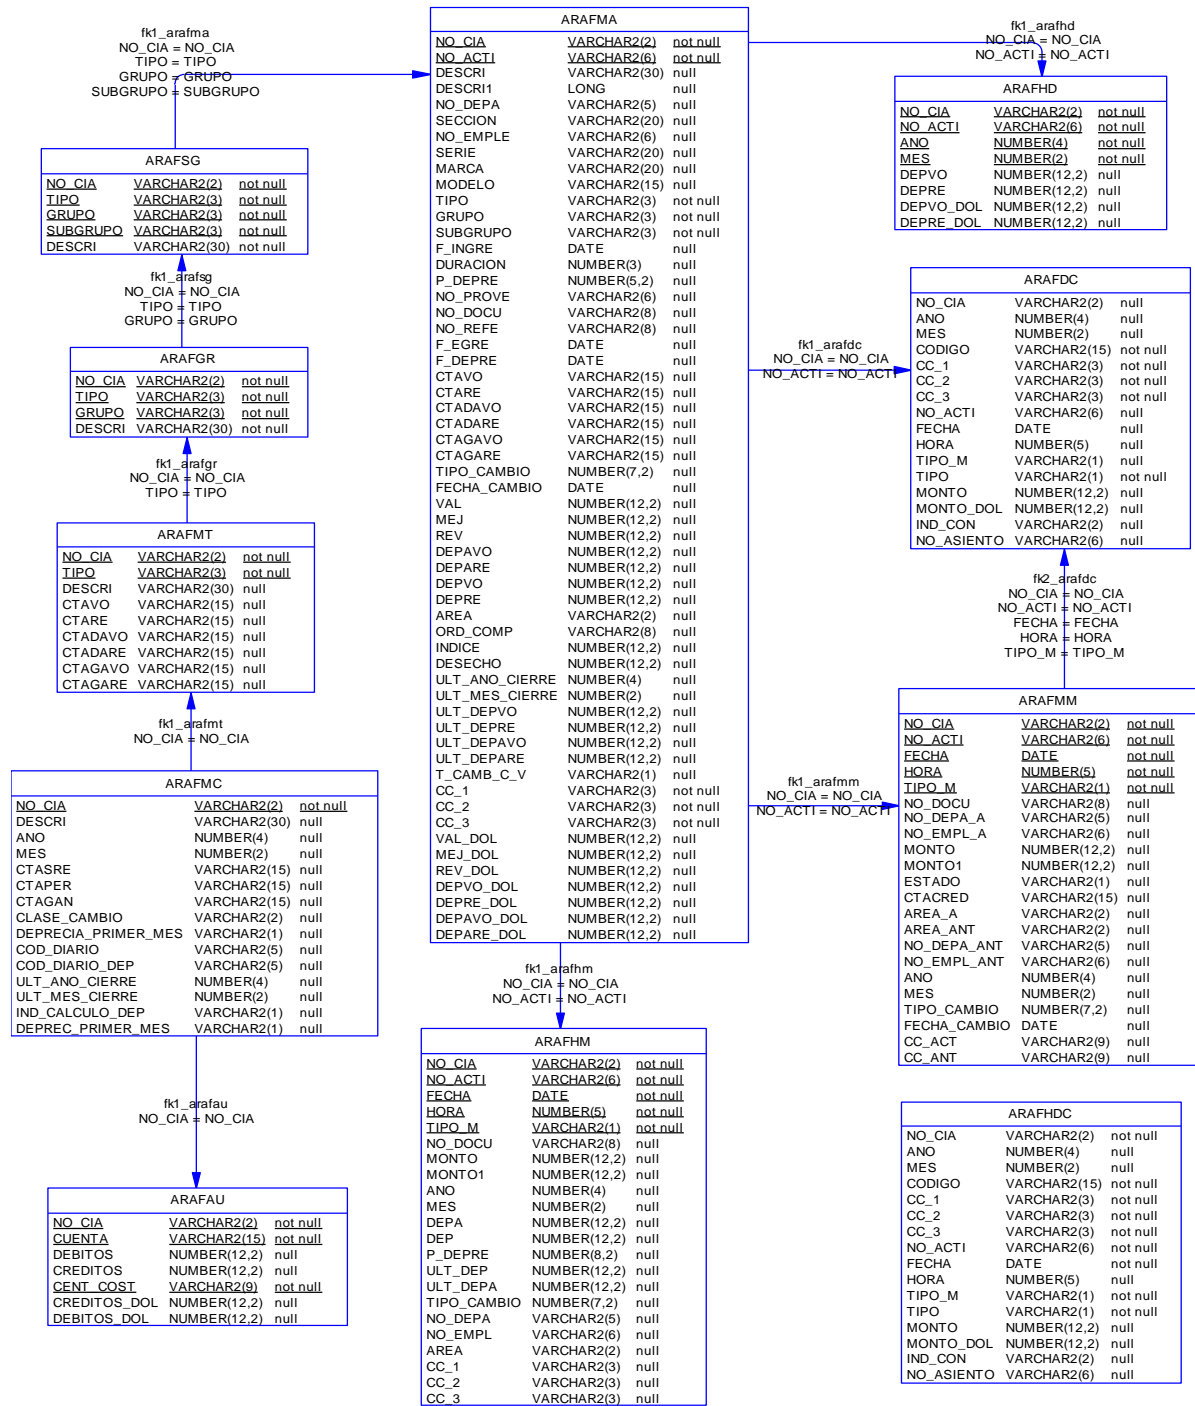 fk1_arafma
NO_CIA = NO_CIA
TIPO = TIPO
GRUPO = GRUPO
SUBGRUPO = SUBGRUPO
ARAFSG
NO_CIA VARCHAR2(2) not null
TIPO VARCHAR2(3) not null
GRUPO VARCHAR2(3) not null
SUBGRUPO VARCHAR2(3) not null
DESCRI VARCHAR2(30) not null
fk1_arafsg
NO_CIA = NO_CIA
TIPO = TIPO
GRUPO = GRUPO
ARAFGR
NO_CIA VARCHAR2(2) not null
TIPO VARCHAR2(3) not null
GRUPO VARCHAR2(3) not null
DESCRI VARCHAR2(30) not null
fk1_arafgr
NO_CIA = NO_CIA
TIPO = TIPO
ARAFMT
NO_CIA VARCHAR2(2) not null
TIPO VARCHAR2(3) not null
DESCRI VARCHAR2(30) null
CTAVO VARCHAR2(15) null
CTARE VARCHAR2(15) null
CTADAVO VARCHAR2(15) null
CTADARE VARCHAR2(15) null
CTAGAVO VARCHAR2(15) null
CTAGARE VARCHAR2(15) null
fk1_arafmt
NO_CIA = NO_CIA
ARAFMC
NO_CIA VARCHAR2(2) not null
DESCRI VARCHAR2(30) null
ANO NUMBER(4) null
MES NUMBER(2) null
CTASRE VARCHAR2(15) null
CTAPER VARCHAR2(15) null
CTAGAN VARCHAR2(15) null
CLASE_CAMBIO VARCHAR2(2) null
DEPRECIA_PRIMER_MES VARCHAR2(1) null
COD_DIARIO VARCHAR2(5) null
COD_DIARIO_DEP VARCHAR2(5) null
ULT_ANO_CIERRE NUMBER(4) null
ULT_MES_CIERRE NUMBER(2) null
IND_CALCULO_DEP VARCHAR2(1) null
DEPREC_PRIMER_MES VARCHAR2(1) null
fk1_arafau
NO_CIA = NO_CIA
ARAFAU
NO_CIA VARCHAR2(2) not null
CUENTA VARCHAR2(15) not null
DEBITOS NUMBER(12,2) null
CREDITOS NUMBER(12,2) null
CENT_COST VARCHAR2(9) not null
CREDITOS_DOL NUMBER(12,2) null
DEBITOS_DOL NUMBER(12,2) null
ARAFMA
NO_CIA VARCHAR2(2) not null
NO_ACTI VARCHAR2(6) not null
DESCRI VARCHAR2(30) null
DESCRI1 LONG null
NO_DEPA VARCHAR2(5) null
SECCION VARCHAR2(20) null
NO_EMPLE VARCHAR2(6) null
SERIE VARCHAR2(20) null
MARCA VARCHAR2(20) null
MODELO VARCHAR2(15) null
TIPO VARCHAR2(3) not null
GRUPO VARCHAR2(3) not null
SUBGRUPO VARCHAR2(3) not null
F_INGRE DATE null
DURACION NUMBER(3) null
P_DEPRE NUMBER(5,2) null
NO_PROVE VARCHAR2(6) null
NO_DOCU VARCHAR2(8) null
NO_REFE VARCHAR2(8) null
F_EGRE DATE null
F_DEPRE DATE null
CTAVO VARCHAR2(15) null
CTARE VARCHAR2(15) null
CTADAVO VARCHAR2(15) null
CTADARE VARCHAR2(15) null
CTAGAVO VARCHAR2(15) null
CTAGARE VARCHAR2(15) null
TIPO_CAMBIO NUMBER(7,2) null
FECHA_CAMBIO DATE null
VAL NUMBER(12,2) null
MEJ NUMBER(12,2) null
REV NUMBER(12,2) null
DEPAVO NUMBER(12,2) null
DEPARE NUMBER(12,2) null
DEPVO NUMBER(12,2) null
DEPRE NUMBER(12,2) null
AREA VARCHAR2(2) null
ORD_COMP VARCHAR2(8) null
INDICE NUMBER(12,2) null
DESECHO NUMBER(12,2) null
ULT_ANO_CIERRE NUMBER(4) null
ULT_MES_CIERRE NUMBER(2) null
ULT_DEPVO NUMBER(12,2) null
ULT_DEPRE NUMBER(12,2) null
ULT_DEPAVO NUMBER(12,2) null
ULT_DEPARE NUMBER(12,2) null
T_CAMB_C_V VARCHAR2(1) null
CC_1 VARCHAR2(3) not null
CC_2 VARCHAR2(3) not null
CC_3 VARCHAR2(3) not null
VAL_DOL NUMBER(12,2) null
MEJ_DOL NUMBER(12,2) null
REV_DOL NUMBER(12,2) null
DEPVO_DOL NUMBER(12,2) null
DEPRE_DOL NUMBER(12,2) null
DEPAVO_DOL NUMBER(12,2) null
DEPARE_DOL NUMBER(12,2) null
fk1_arafhm
NO_CIA = NO_CIA
NO_ACTI = NO_ACTI
ARAFHM
NO_CIA VARCHAR2(2) not null
NO_ACTI VARCHAR2(6) not null
FECHA DATE not null
HORA NUMBER(5) not null
TIPO_M VARCHAR2(1) not null
NO_DOCU VARCHAR2(8) null
MONTO NUMBER(12,2) null
MONTO1 NUMBER(12,2) null
ANO NUMBER(4) null
MES NUMBER(2) null
DEPA NUMBER(12,2) null
DEP NUMBER(12,2) null
P_DEPRE NUMBER(8,2) null
ULT_DEP NUMBER(12,2) null
ULT_DEPA NUMBER(12,2) null
TIPO_CAMBIO NUMBER(7,2) null
NO_DEPA VARCHAR2(5) null
NO_EMPL VARCHAR2(6) null
AREA VARCHAR2(2) null
CC_1 VARCHAR2(3) null
CC_2 VARCHAR2(3) null
CC_3 VARCHAR2(3) null
fk1_arafhd
NO_CIA = NO_CIA
NO_ACTI = NO_ACTI
ARAFHD
NO_CIA VARCHAR2(2) not null
NO_ACTI VARCHAR2(6) not null
ANO NUMBER(4) not null
MES NUMBER(2) not null
DEPVO NUMBER(12,2) null
DEPRE NUMBER(12,2) null
DEPVO_DOL NUMBER(12,2) null
DEPRE_DOL NUMBER(12,2) null
fk1_arafdc
NO_CIA = NO_CIA
NO_ACTI = NO_ACTI
ARAFDC
NO_CIA VARCHAR2(2) null
ANO NUMBER(4) null
MES NUMBER(2) null
CODIGO VARCHAR2(15) not null
CC_1 VARCHAR2(3) not null
CC_2 VARCHAR2(3) not null
CC_3 VARCHAR2(3) not null
NO_ACTI VARCHAR2(6) null
FECHA DATE null
HORA NUMBER(5) null
TIPO_M VARCHAR2(1) null
TIPO VARCHAR2(1) not null
MONTO NUMBER(12,2) null
MONTO_DOL NUMBER(12,2) null
IND_CON VARCHAR2(2) null
NO_ASIENTO VARCHAR2(6) null
fk2_arafdc
NO_CIA = NO_CIA
NO_ACTI = NO_ACTI
FECHA = FECHA
HORA = HORA
TIPO_M = TIPO_M
fk1_arafmm
NO_CIA = NO_CIA
NO_ACTI = NO_ACTI
ARAFMM
NO_CIA VARCHAR2(2) not null
NO_ACTI VARCHAR2(6) not null
FECHA DATE not null
HORA NUMBER(5) not null
TIPO_M VARCHAR2(1) not null
NO_DOCU VARCHAR2(8) null
NO_DEPA_A VARCHAR2(5) null
NO_EMPL_A VARCHAR2(6) null
MONTO NUMBER(12,2) null
MONTO1 NUMBER(12,2) null
ESTADO VARCHAR2(1) null
CTACRED VARCHAR2(15) null
AREA_A VARCHAR2(2) null
AREA_ANT VARCHAR2(2) null
NO_DEPA_ANT VARCHAR2(5) null
NO_EMPL_ANT VARCHAR2(6) null
ANO NUMBER(4) null
MES NUMBER(2) null
TIPO_CAMBIO NUMBER(7,2) null
FECHA_CAMBIO DATE null
CC_ACT VARCHAR2(9) null
CC_ANT VARCHAR2(9) null
ARAFHDC
NO_CIA VARCHAR2(2) not null
ANO NUMBER(4) null
MES NUMBER(2) null
CODIGO VARCHAR2(15) not null
CC_1 VARCHAR2(3) not null
CC_2 VARCHAR2(3) not null
CC_3 VARCHAR2(3) not null
NO_ACTI VARCHAR2(6) not null
FECHA DATE not null
HORA NUMBER(5) null
TIPO_M VARCHAR2(1) not null
TIPO VARCHAR2(1) not null
MONTO NUMBER(12,2) null
MONTO_DOL NUMBER(12,2) null
IND_CON VARCHAR2(2) null
NO_ASIENTO VARCHAR2(6) null